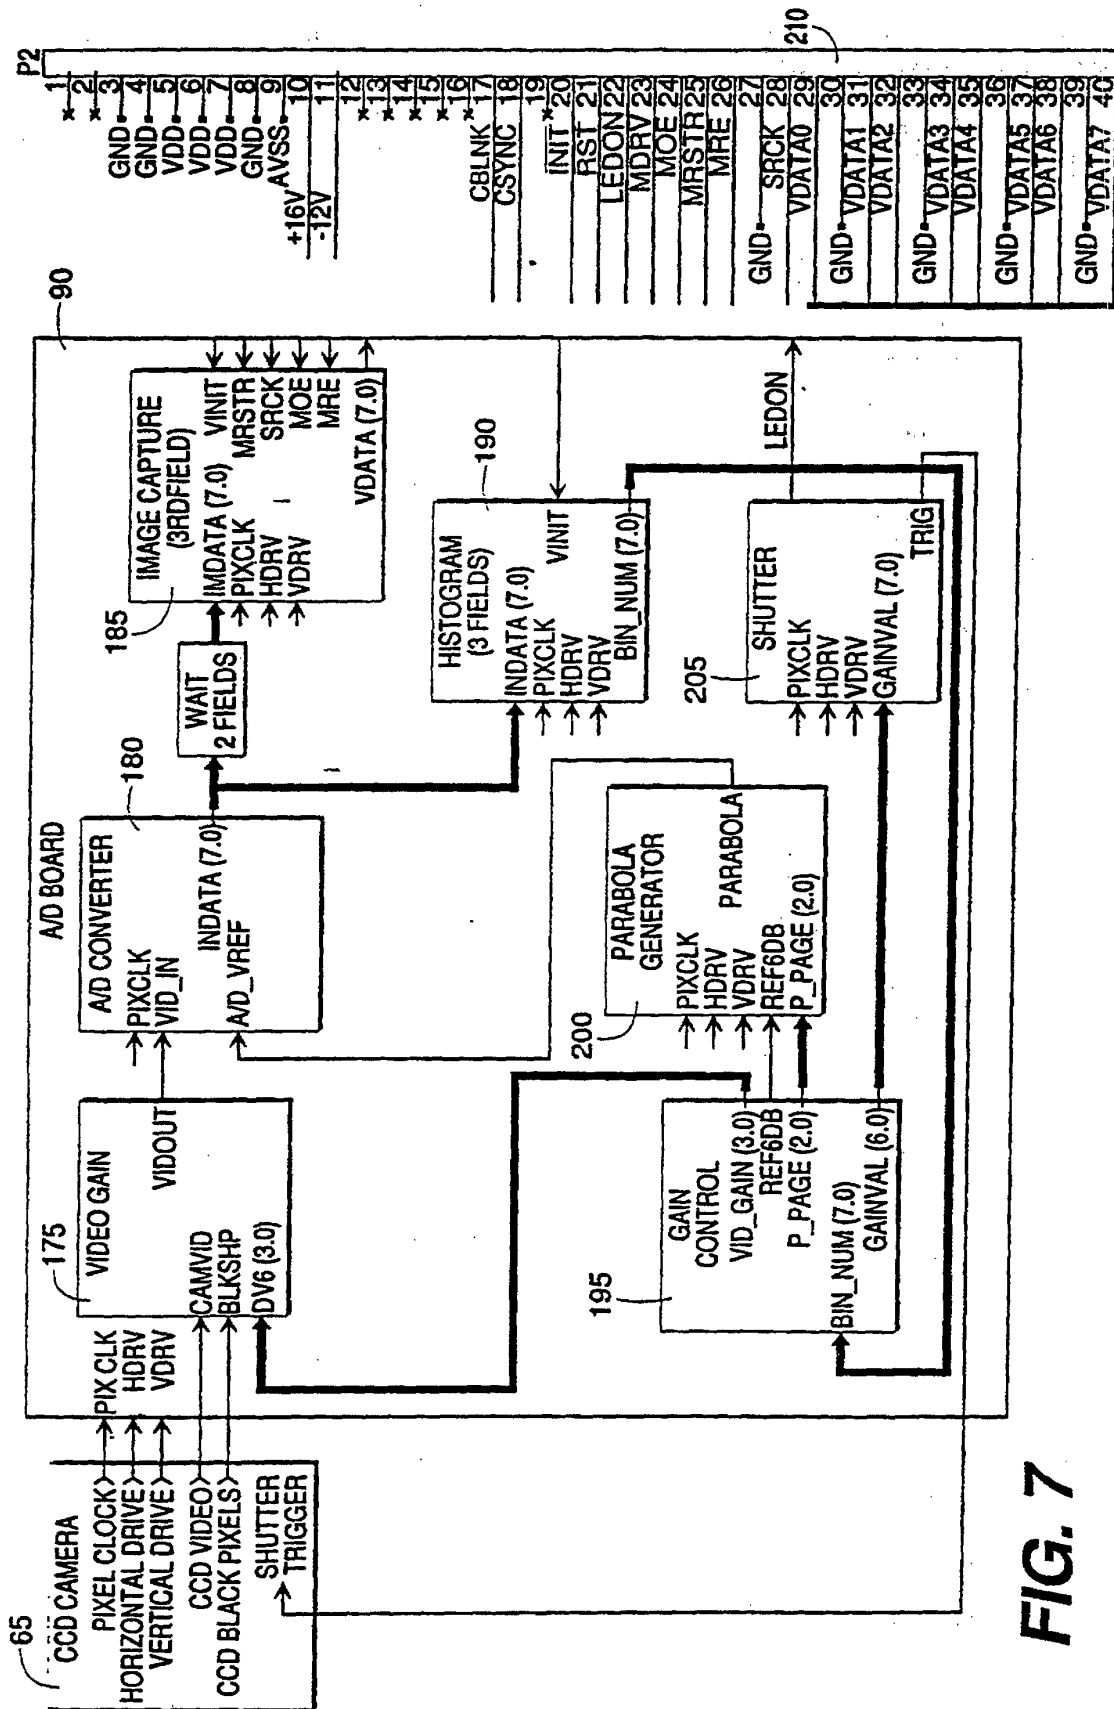 65
CCD CAMERA
PIXEL CLOCK
HORIZONTAL DRIVE
VERTICAL DRIVE
CCD VIDEO
CCD BLACK PIXELS
SHUTTER
TRIGGER
PIX CLK
HDRV
VDRV
175
VIDEO GAIN
VIDOUT
CAMVID
BLKSHP
DV6 (3.0)
A/D BOARD
180
A/D CONVERTER
PIXCLK
VID_IN
INDATA (7.0)
A/D_VREF
WAIT
2 FIELDS
185
IMAGE CAPTURE
(3RDFIELD)
IMDATA (7.0)
PIXCLK
HDRV
VDRV
VINIT
MRSTR
SRCK
MOE
MRE
VDATA (7.0)
90
190
HISTOGRAM
(3 FIELDS)
INDATA (7.0)
PIXCLK
HDRV
VDRV
VINIT
BIN_NUM (7.0)
195
GAIN
CONTROL
VID_GAIN (3.0)
REF6DB
P_PAGE (2.0)
BIN_NUM (7.0)
GAINVAL (6.0)
200
PARABOLA
GENERATOR
PIXCLK
HDRV
VDRV
REF6DB
P_PAGE (2.0)
PARABOLA
205
SHUTTER
PIXCLK
HDRV
VDRV
GAINVAL (7.0)
TRIG
LEDON
P2
1
2
GND 3
GND 4
VDD 5
VDD 6
VDD 7
GND 8
AVSS 9
+16V 10
-12V 11
12
13
14
15
16
CBLNK 17
CSYNC 18
19
INIT 20
RST 21
LEDON 22
MDRV 23
MOE 24
MRSTR 25
MRE 26
GND 27
SRCK 28
VDATA0 29
GND 30
VDATA1 31
VDATA2 32
GND 33
VDATA3 34
VDATA4 35
GND 36
VDATA5 37
VDATA6 38
GND 39
VDATA7 40
210
FIG. 7